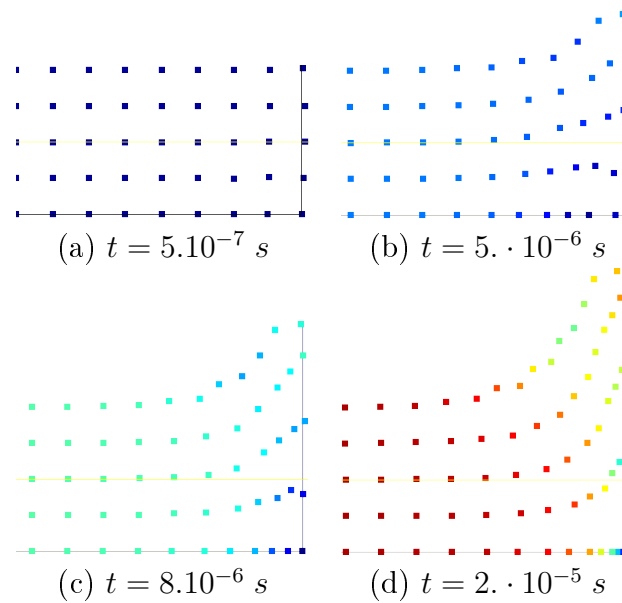 (a) t = 5.10⁻⁷ s
(b) t = 5. · 10⁻⁶ s
(c) t = 8.10⁻⁶ s
(d) t = 2. · 10⁻⁵ s